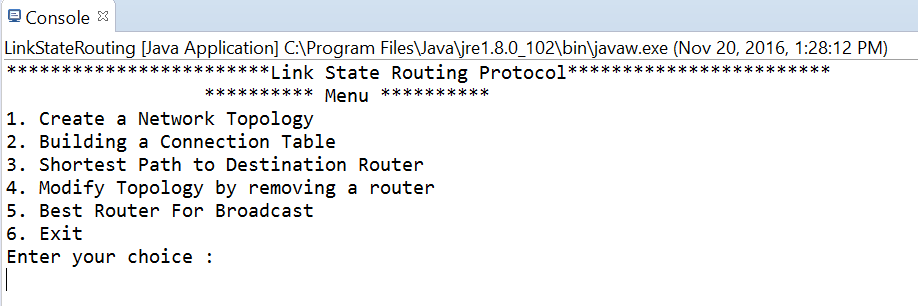 Console
LinkStateRouting [Java Application] C:\Program Files\Java\jre1.8.0_102\bin\javaw.exe (Nov 20, 2016, 1:28:12 PM)
************************Link State Routing Protocol************************
********** Menu **********
1. Create a Network Topology
2. Building a Connection Table
3. Shortest Path to Destination Router
4. Modify Topology by removing a router
5. Best Router For Broadcast
6. Exit
Enter your choice :